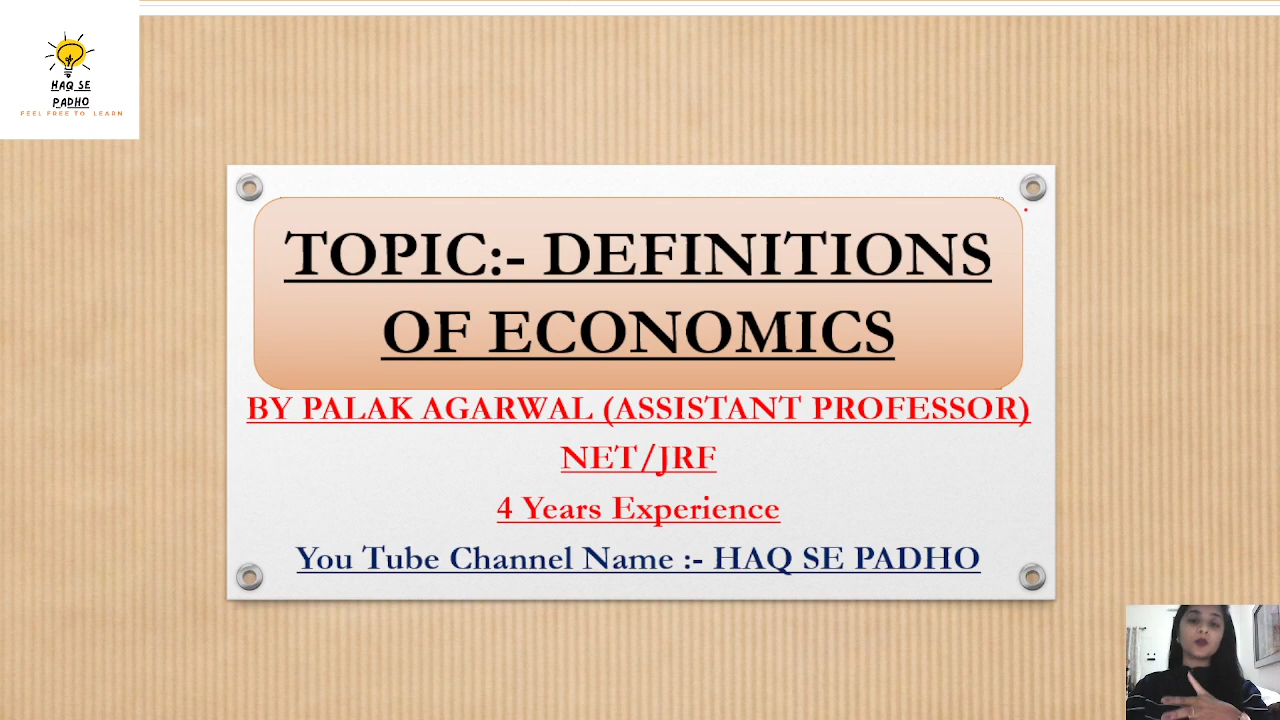 HAQ SE
PADHO
FEEL FREE TO LEARN
TOPIC:- DEFINITIONS
OF ECONOMICS
BY PALAK AGARWAL (ASSISTANT PROFESSOR)
NET/JRF
4 Years Experience
You Tube Channel Name :- HAQ SE PADHO